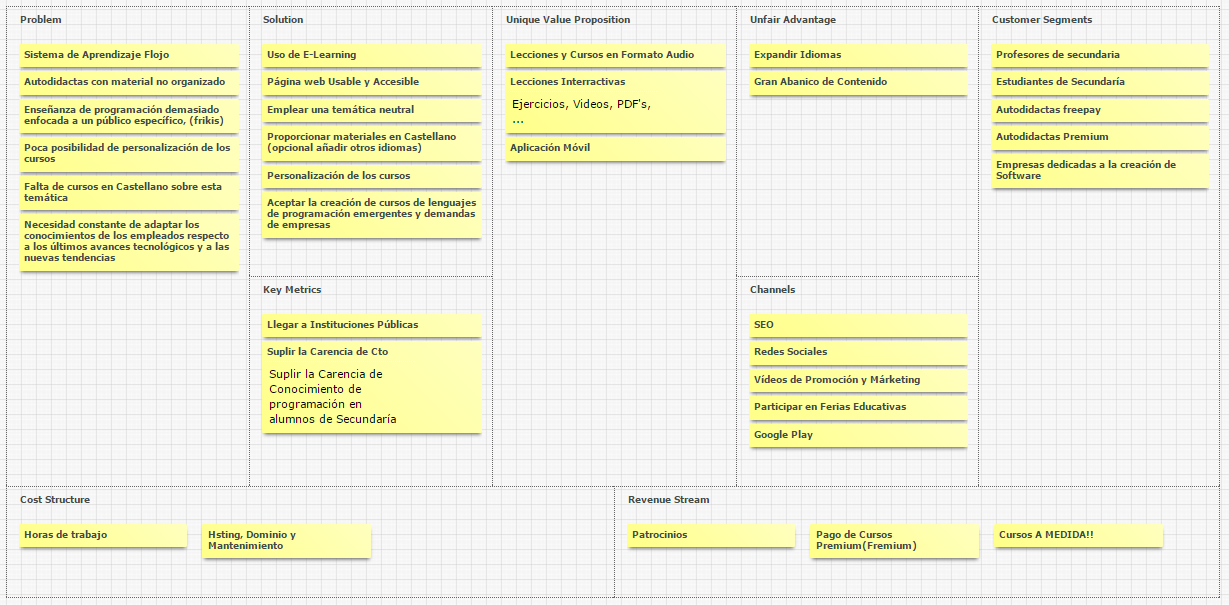 Problem
Sistema de Aprendizaje Flojo
Autodidactas con material no organizado
Enseñanza de programación demasiado
enfocada a un público específico, (frikis)
Poca posibilidad de personalización de los
cursos
Falta de cursos en Castellano sobre esta
temática
Necesidad constante de adaptar los
conocimientos de los empleados respecto
a los últimos avances tecnológicos y a las
nuevas tendencias
Solution
Uso de E-Learning
Página web Usable y Accesible
Emplear una temática neutral
Proporcionar materiales en Castellano
(opcional añadir otros idiomas)
Personalización de los cursos
Aceptar la creación de cursos de lenguajes
de programación emergentes y demandas
de empresas
Key Metrics
Llegar a Instituciones Públicas
Suplir la Carencia de Cto
Suplir la Carencia de
Conocimiento de
programación en
alumnos de Secundaría
Unique Value Proposition
Lecciones y Cursos en Formato Audio
Lecciones Interractivas
Ejercicios, Videos, PDF's,
...
Aplicación Móvil
Unfair Advantage
Expandir Idiomas
Gran Abanico de Contenido
Channels
SEO
Redes Sociales
Vídeos de Promoción y Márketing
Participar en Ferias Educativas
Google Play
Customer Segments
Profesores de secundaria
Estudiantes de Secundaría
Autodidactas freepay
Autodidactas Premium
Empresas dedicadas a la creación de
Software
Cost Structure
Horas de trabajo
Hsting, Dominio y
Mantenimiento
Revenue Stream
Patrocinios
Pago de Cursos
Premium(Fremium)
Cursos A MEDIDA!!